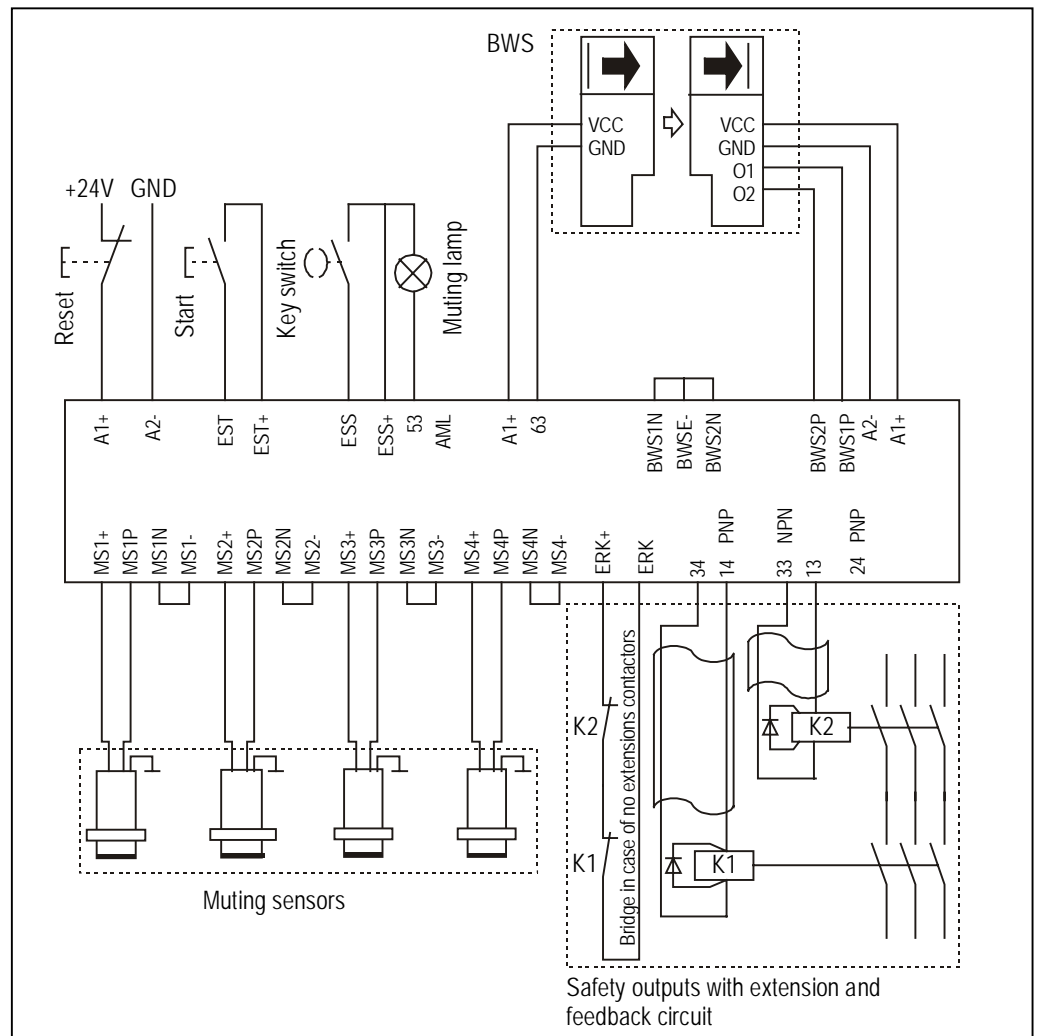 BWS
VCC
GND
VCC
GND
O1
O2
+24V GND
Reset
Start
Key switch
Muting lamp
A1+
A2-
EST
EST+
ESS
ESS+
53
AML
A1+
63
BWS1N
BWSE-
BWS2N
BWS2P
BWS1P
A2-
A1+
MS1+
MS1P
MS1N
MS1-
MS2+
MS2P
MS2N
MS2-
MS3+
MS3P
MS3N
MS3-
MS4+
MS4P
MS4N
MS4-
ERK+
ERK
34
14 PNP
33 NPN
13
24 PNP
K2
K1
Bridge in case of no extensions contactors
K2
K1
Muting sensors
Safety outputs with extension and
feedback circuit